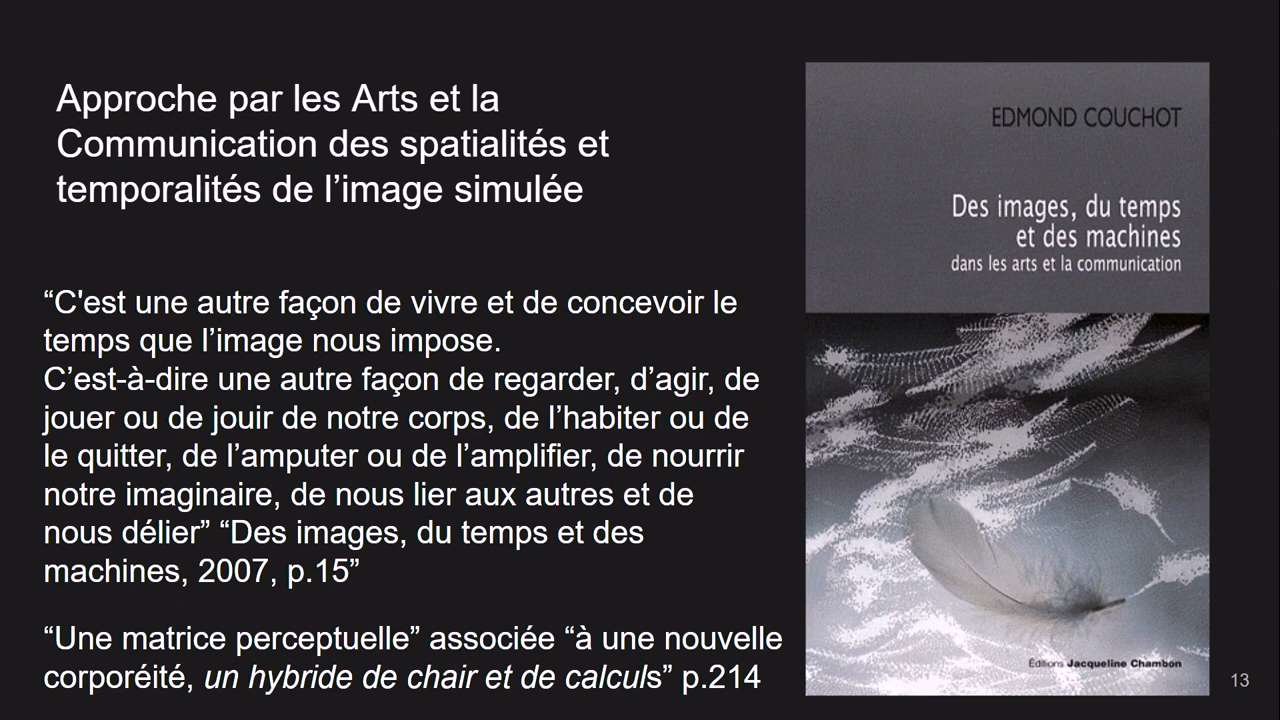 Approche par les Arts et la
Communication des spatialités et
temporalités de l’image simulée
“C'est une autre façon de vivre et de concevoir le
temps que l’image nous impose.
C’est-à-dire une autre façon de regarder, d’agir, de
jouer ou de jouir de notre corps, de l’habiter ou de
le quitter, de l’amputer ou de l’amplifier, de nourrir
notre imaginaire, de nous lier aux autres et de
nous délier” “Des images, du temps et des
machines, 2007, p.15”
“Une matrice perceptuelle” associée “à une nouvelle
corporéité, un hybride de chair et de calculs” p.214
EDMOND COUCHOT
Des images, du temps
et des machines
dans les arts et la communication
Éditions Jacqueline Chambon
13